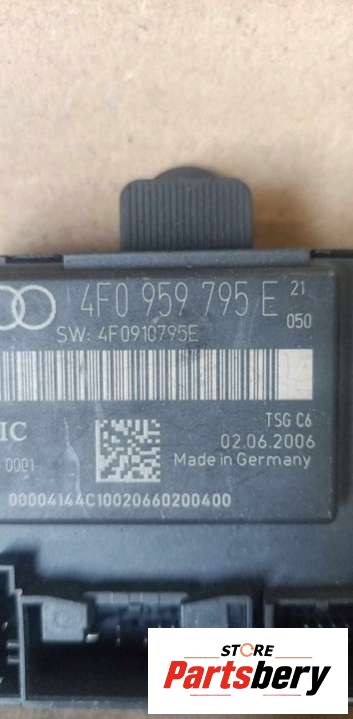 4F0 959 795 E 21
050
SW: 4F0910795E
TSG C6
IC
02.06.2006
0001
Made in Germany
00004144C10020660200400
STORE
Partsbery